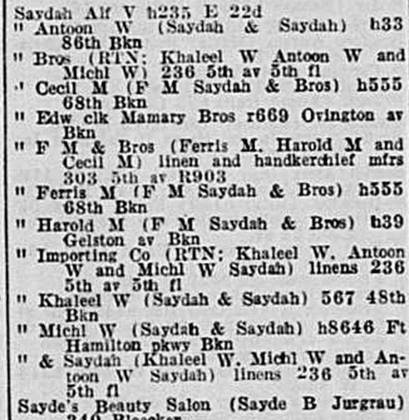 Saydah Alf V h235 E 22d
" Antoon W (Saydah & Saydah) h33
86th Bkn
" Bros (RTN: Khaleel W Antoon W and
Michl W) 236 5th av 5th fl
" Cecil M (F M Saydah & Bros) h555
68th Bkn
" Edw clk Mamary Bros r669 Ovington av
Bkn
" F M & Bros (Ferris M, Harold M and
Cecil M) linen and handkerchief mfrs
303 5th av R903
" Ferris M (F M Saydah & Bros) h555
68th Bkn
" Harold M (F M Saydah & Bros) h39
Gelston av Bkn
" Importing Co (RTN: Khaleel W, Antoon
W and Michl W Saydah) linens 236
5th av 5th fl
" Khaleel W (Saydah & Saydah) 567 48th
Bkn
" Michl W (Saydah & Saydah) h8646 Ft
Hamilton pkwy Bkn
" & Saydah (Khaleel W, Michl W and An-
toon W Saydah) linens 236 5th av
5th fl
Sayde's Beauty Salon (Sayde B Jurgrau)